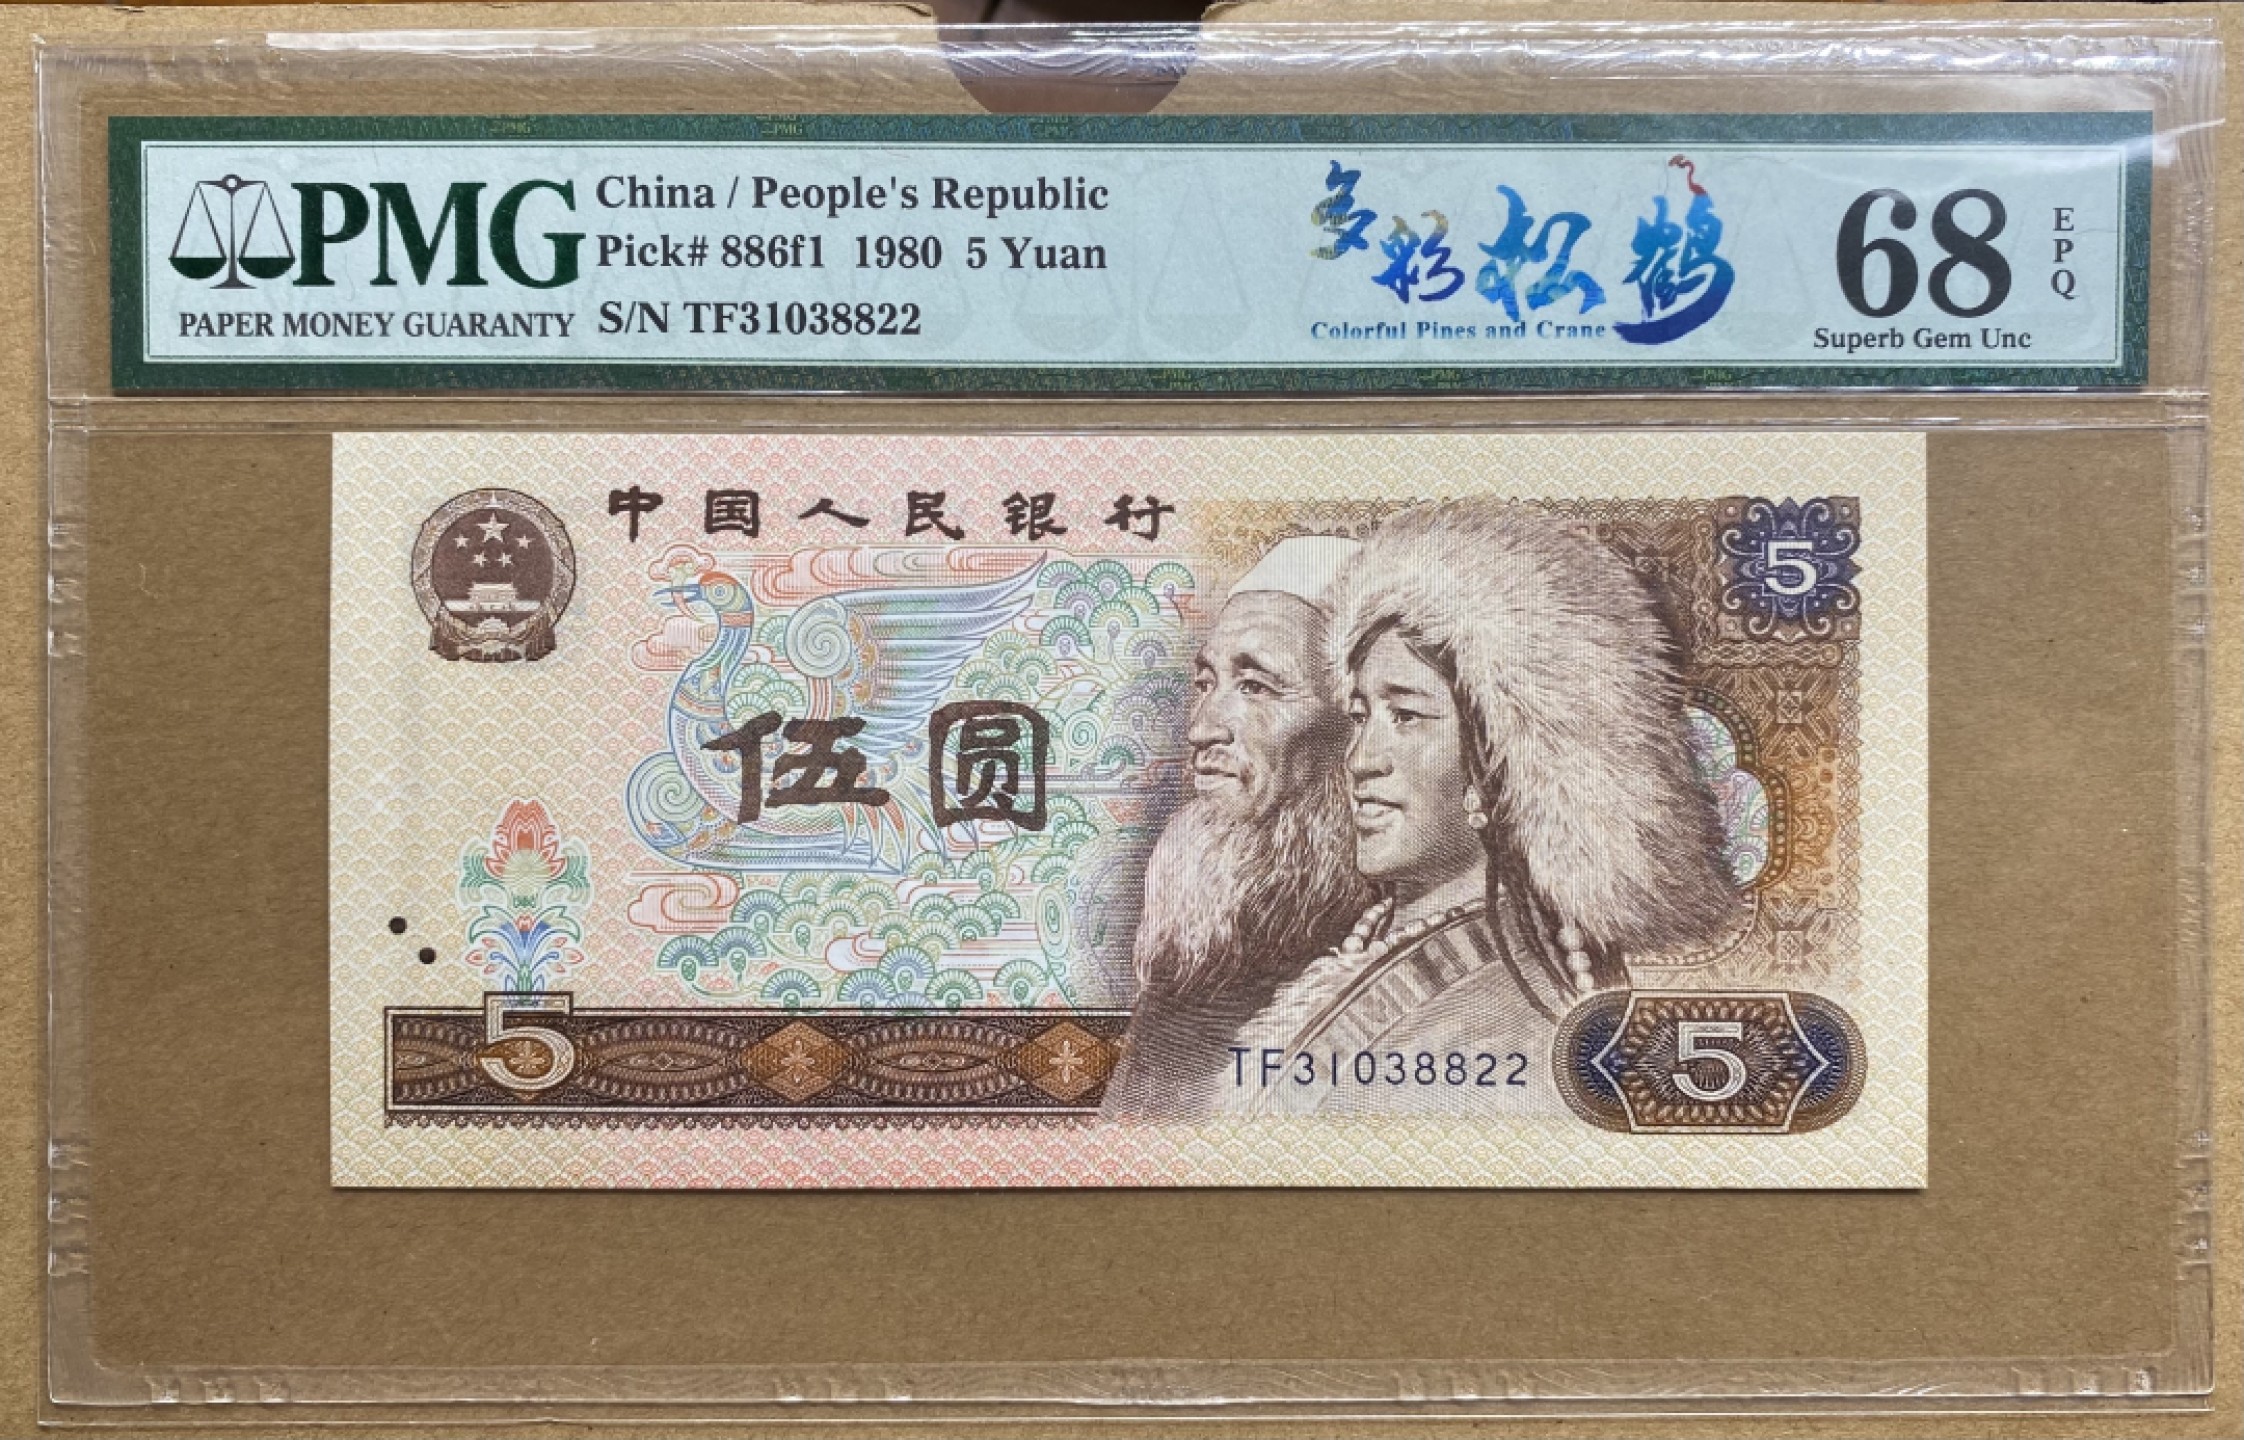 PMG
PAPER MONEY GUARANTY
China / People's Republic
Pick# 886f1 1980 5 Yuan
S/N TF31038822
多彩松鹤
Colorful Pines and Crane
68
EPQ
Superb Gem Unc
中国人民银行
5
伍圆
5
TF31038822
5